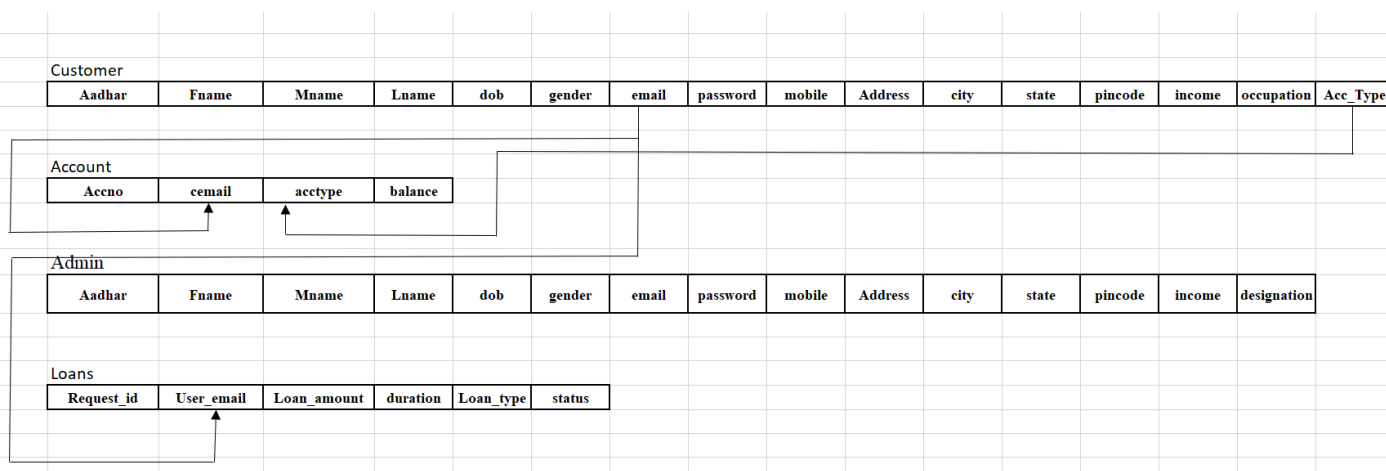 Customer
Aadhar Fname Mname Lname dob gender email password mobile Address city state pincode income occupation Acc_Type
Account
Accno cemail acctype balance
Admin
Aadhar Fname Mname Lname dob gender email password mobile Address city state pincode income designation
Loans
Request_id User_email Loan_amount duration Loan_type status